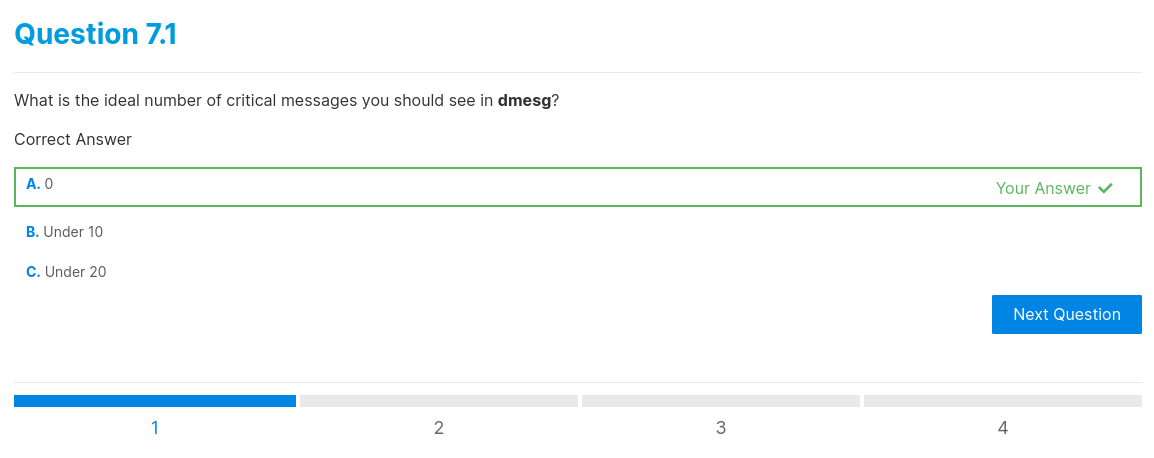 Question 7.1
What is the ideal number of critical messages you should see in dmesg?
Correct Answer
A. 0
Your Answer
B. Under 10
C. Under 20
Next Question
1 2 3 4